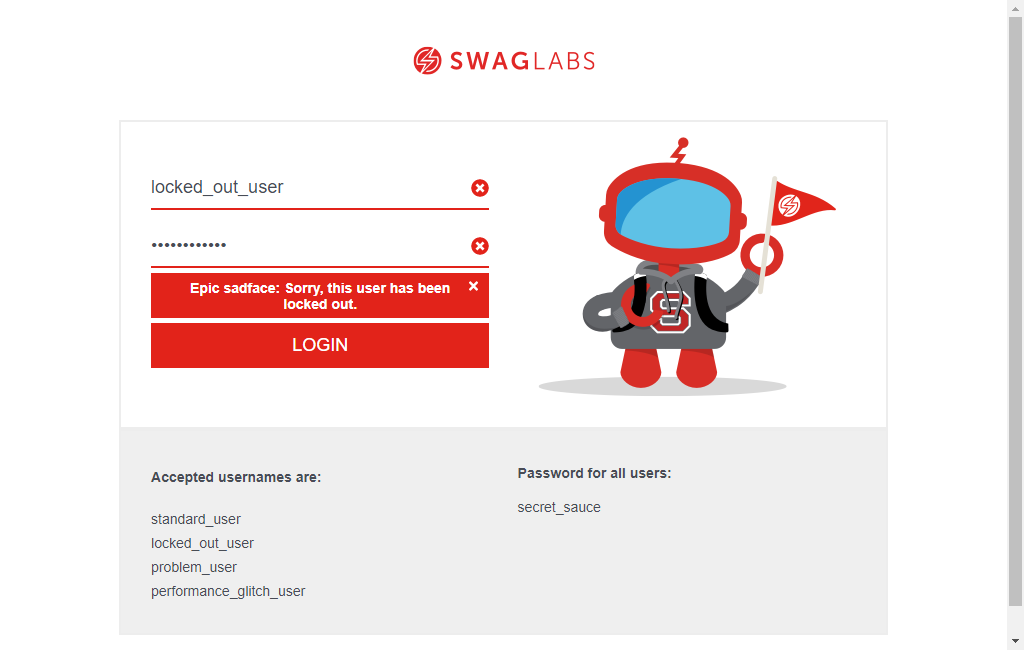 SWAGLABS
locked_out_user
••••••••••••
Epic sadface: Sorry, this user has been
locked out.
LOGIN
Accepted usernames are:
standard_user
locked_out_user
problem_user
performance_glitch_user
Password for all users:
secret_sauce